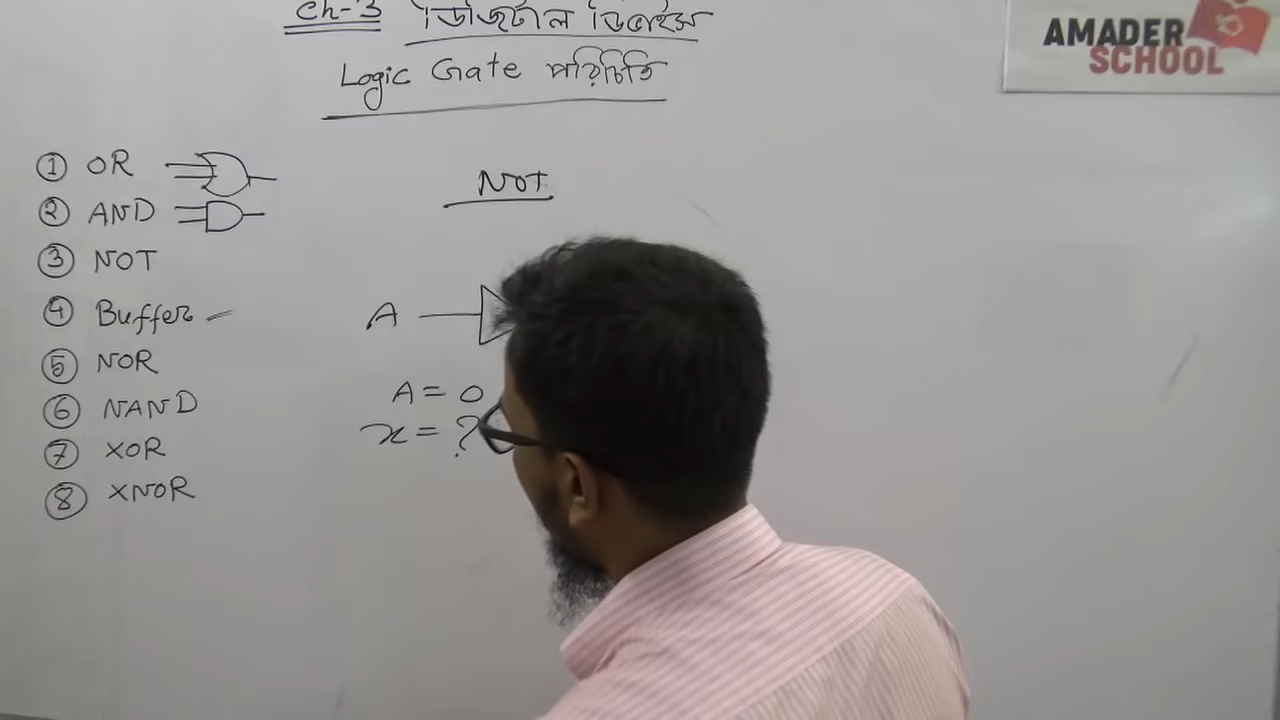 Ch-3 ডিজিটাল ডিভাইস
Logic Gate পরিচিতি
AMADER
SCHOOL
① OR
② AND
③ NOT
④ Buffer
⑤ NOR
⑥ NAND
⑦ XOR
⑧ XNOR
NOT
A
A = 0
x = ?